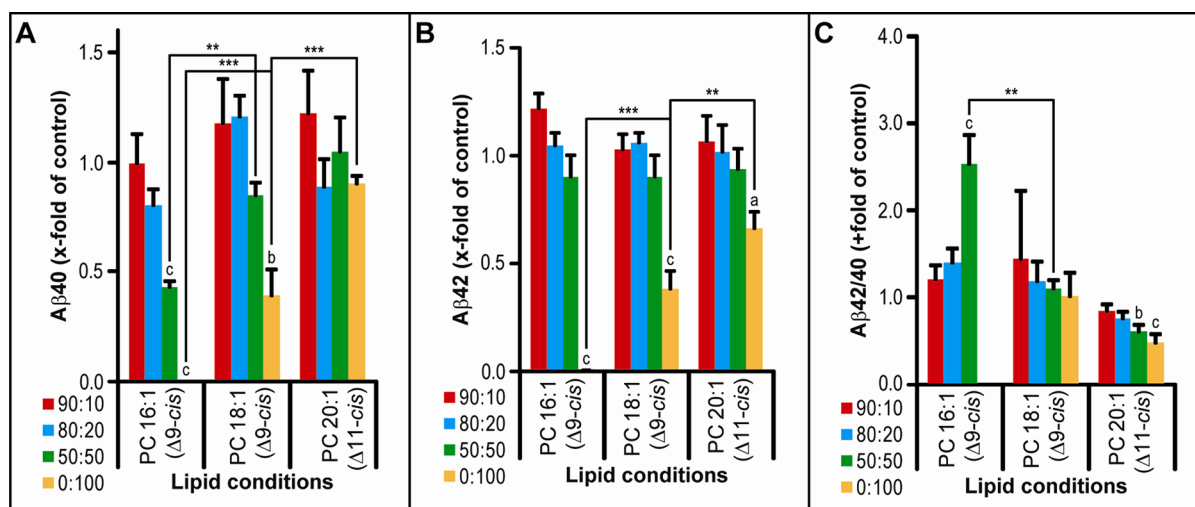 A
Aβ40 (x-fold of control)
1.5
1.0
0.5
0.0
**
***
***
c
c
b
PC 16:1
(Δ9-cis)
PC 18:1
(Δ9-cis)
PC 20:1
(Δ11-cis)
90:10
80:20
50:50
0:100
Lipid conditions
B
Aβ42 (x-fold of control)
1.5
1.0
0.5
0.0
***
**
c
c
a
PC 16:1
(Δ9-cis)
PC 18:1
(Δ9-cis)
PC 20:1
(Δ11-cis)
90:10
80:20
50:50
0:100
Lipid conditions
C
Aβ42/40 (+fold of control)
4.0
3.0
2.0
1.0
0.0
**
c
b
c
PC 16:1
(Δ9-cis)
PC 18:1
(Δ9-cis)
PC 20:1
(Δ11-cis)
90:10
80:20
50:50
0:100
Lipid conditions